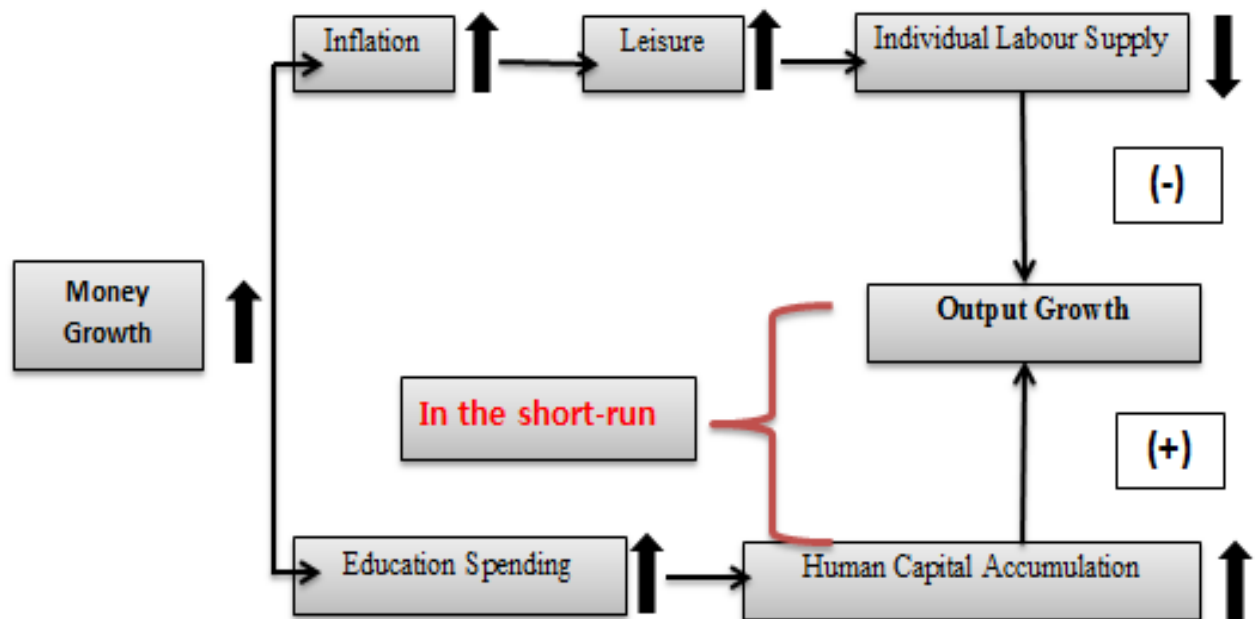 Inflation
Leisure
Individual Labour Supply
(-)
Money
Growth
Output Growth
In the short-run
(+)
Education Spending
Human Capital Accumulation